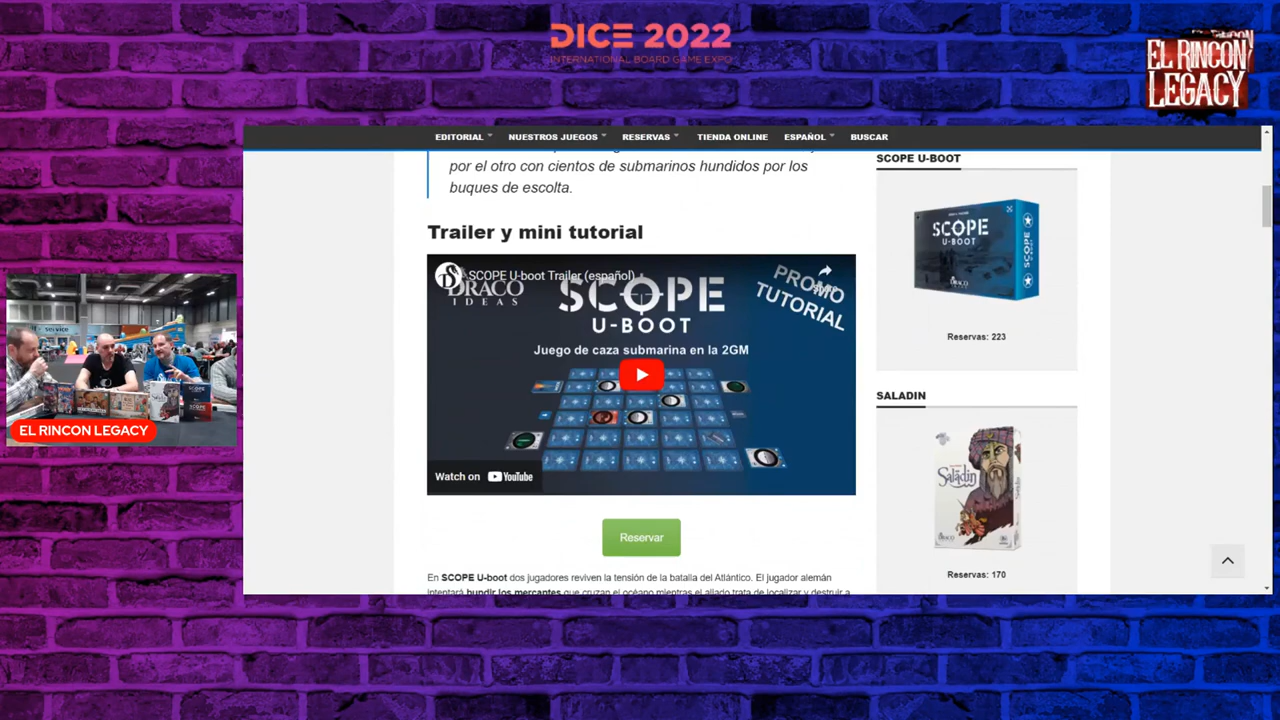 DICE 2022
INTERNATIONAL BOARD GAME EXPO
EL RINCON
LEGACY
EDITORIAL NUESTROS JUEGOS RESERVAS TIENDA ONLINE ESPAÑOL BUSCAR
por el otro con cientos de submarinos hundidos por los
buques de escolta.
Trailer y mini tutorial
SCOPE U-boot Trailer (español)
DRACO
IDEAS
SCOPE
U-BOOT
PROMO
TUTORIAL
Juego de caza submarina en la 2GM
Watch on YouTube
Reservar
En SCOPE U-boot dos jugadores reviven la tensión de la batalla del Atlántico. El jugador alemán
intentará hundir los mercantes que cruzan el océano mientras el aliado trata de localizar y destruir a
SCOPE U-BOOT
SCOPE
U-BOOT
SCOPE
DRACO
Reservas: 223
SALADIN
Saladin
DRACO
Reservas: 170
service
EL RINCON LEGACY